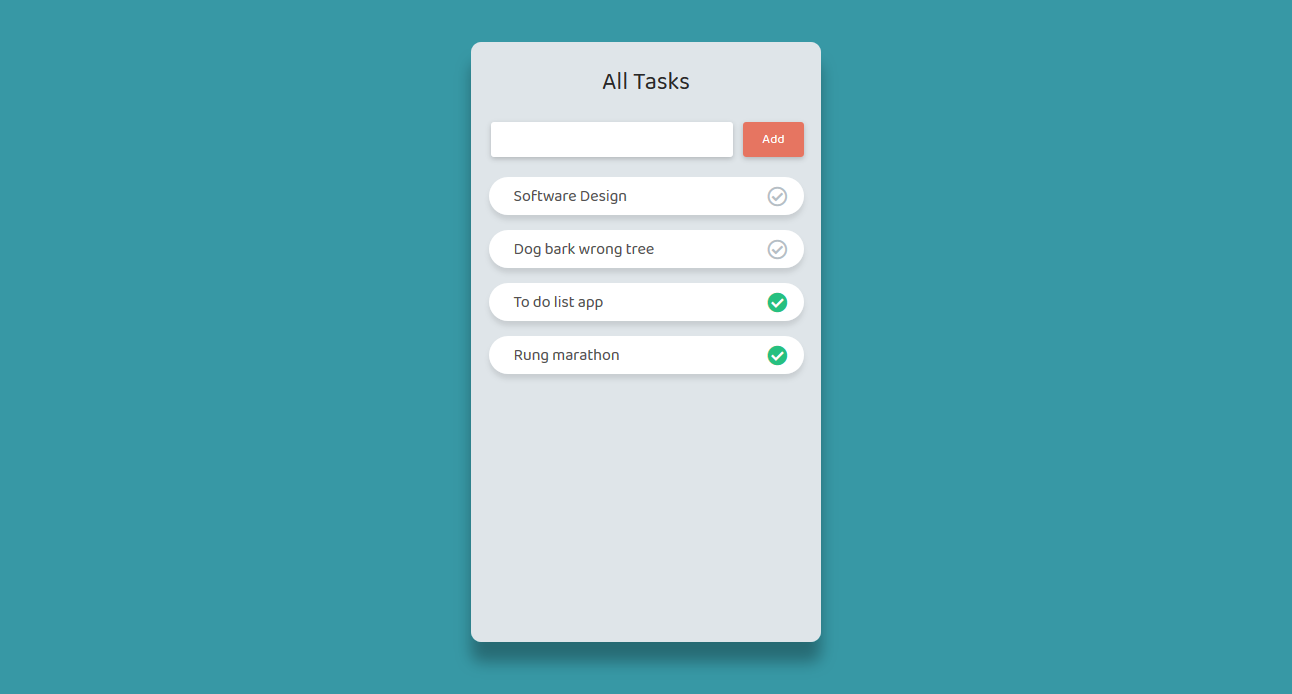 All Tasks
Add
Software Design
Dog bark wrong tree
To do list app
Rung marathon